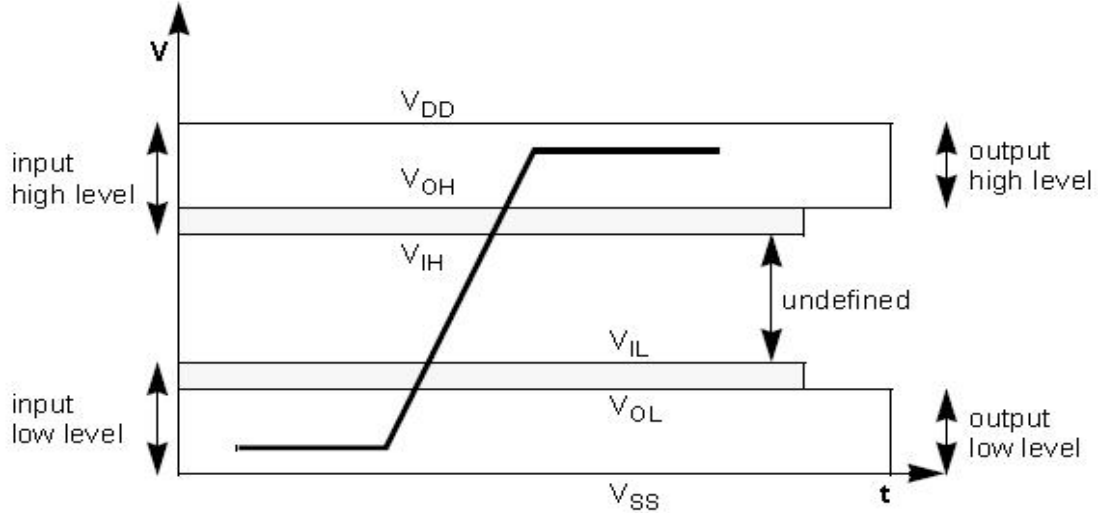 V
V_DD
input
high level
output
high level
V_OH
V_IH
undefined
V_IL
input
low level
V_OL
output
low level
V_SS
t